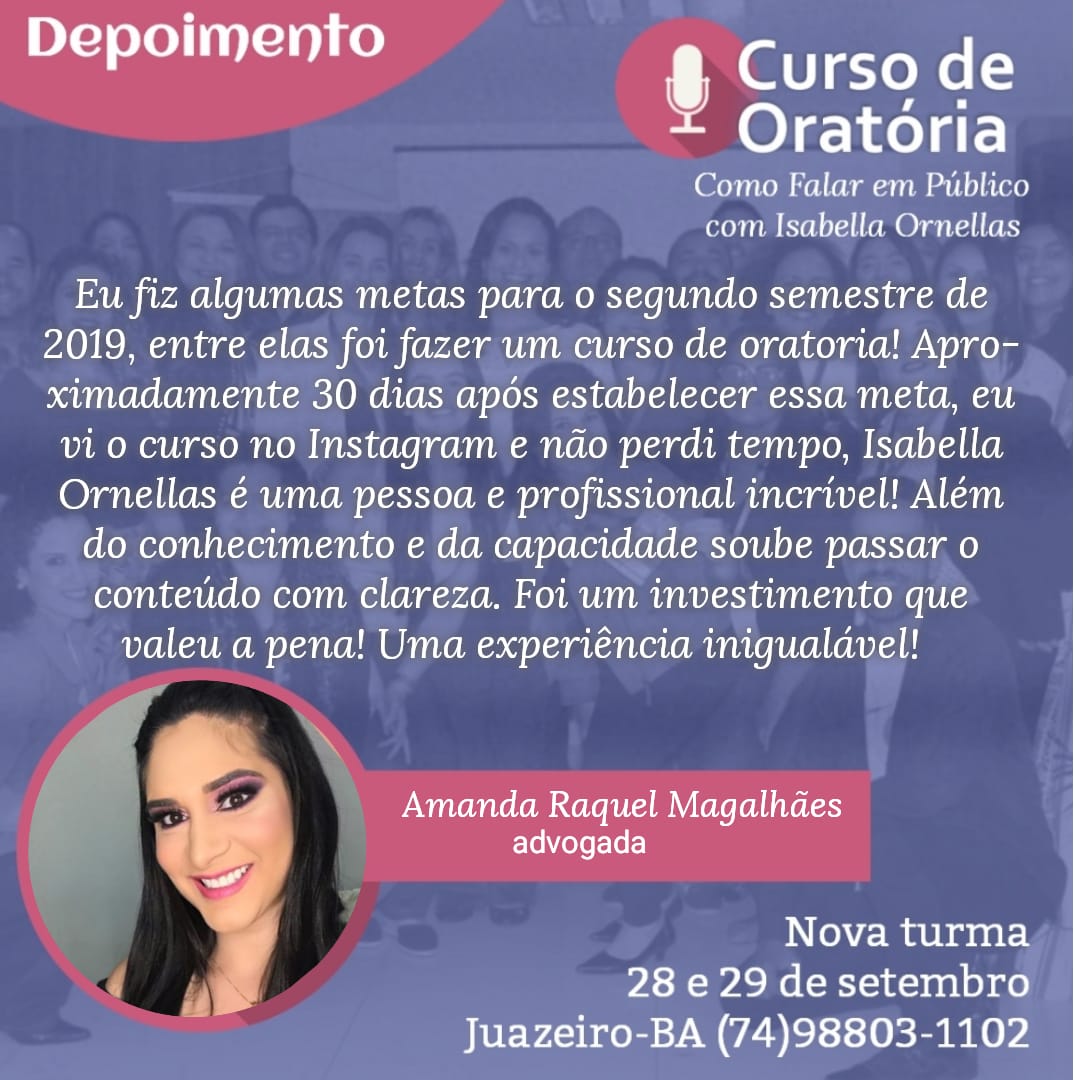 Depoimento
Curso de
Oratória
Como Falar em Público
com Isabella Ornellas
Eu fiz algumas metas para o segundo semestre de
2019, entre elas foi fazer um curso de oratoria! Apro-
ximadamente 30 dias após estabelecer essa meta, eu
vi o curso no Instagram e não perdi tempo, Isabella
Ornellas é uma pessoa e profissional incrível! Além
do conhecimento e da capacidade soube passar o
conteúdo com clareza. Foi um investimento que
valeu a pena! Uma experiência inigualável!
Amanda Raquel Magalhães
advogada
Nova turma
28 e 29 de setembro
Juazeiro-BA (74)98803-1102